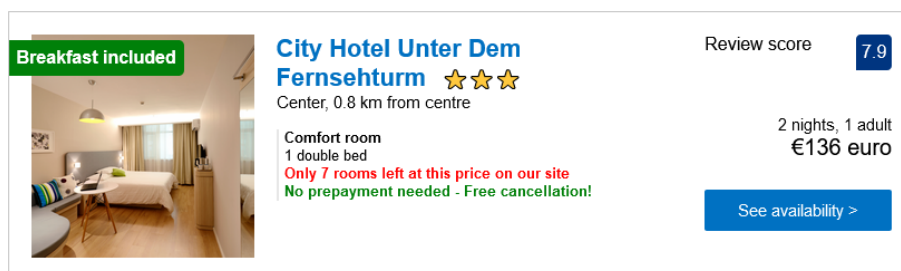 Breakfast included
City Hotel Unter Dem
Fernsehturm
Center, 0.8 km from centre
Comfort room
1 double bed
Only 7 rooms left at this price on our site
No prepayment needed - Free cancellation!
Review score
7.9
2 nights, 1 adult
€136 euro
See availability >